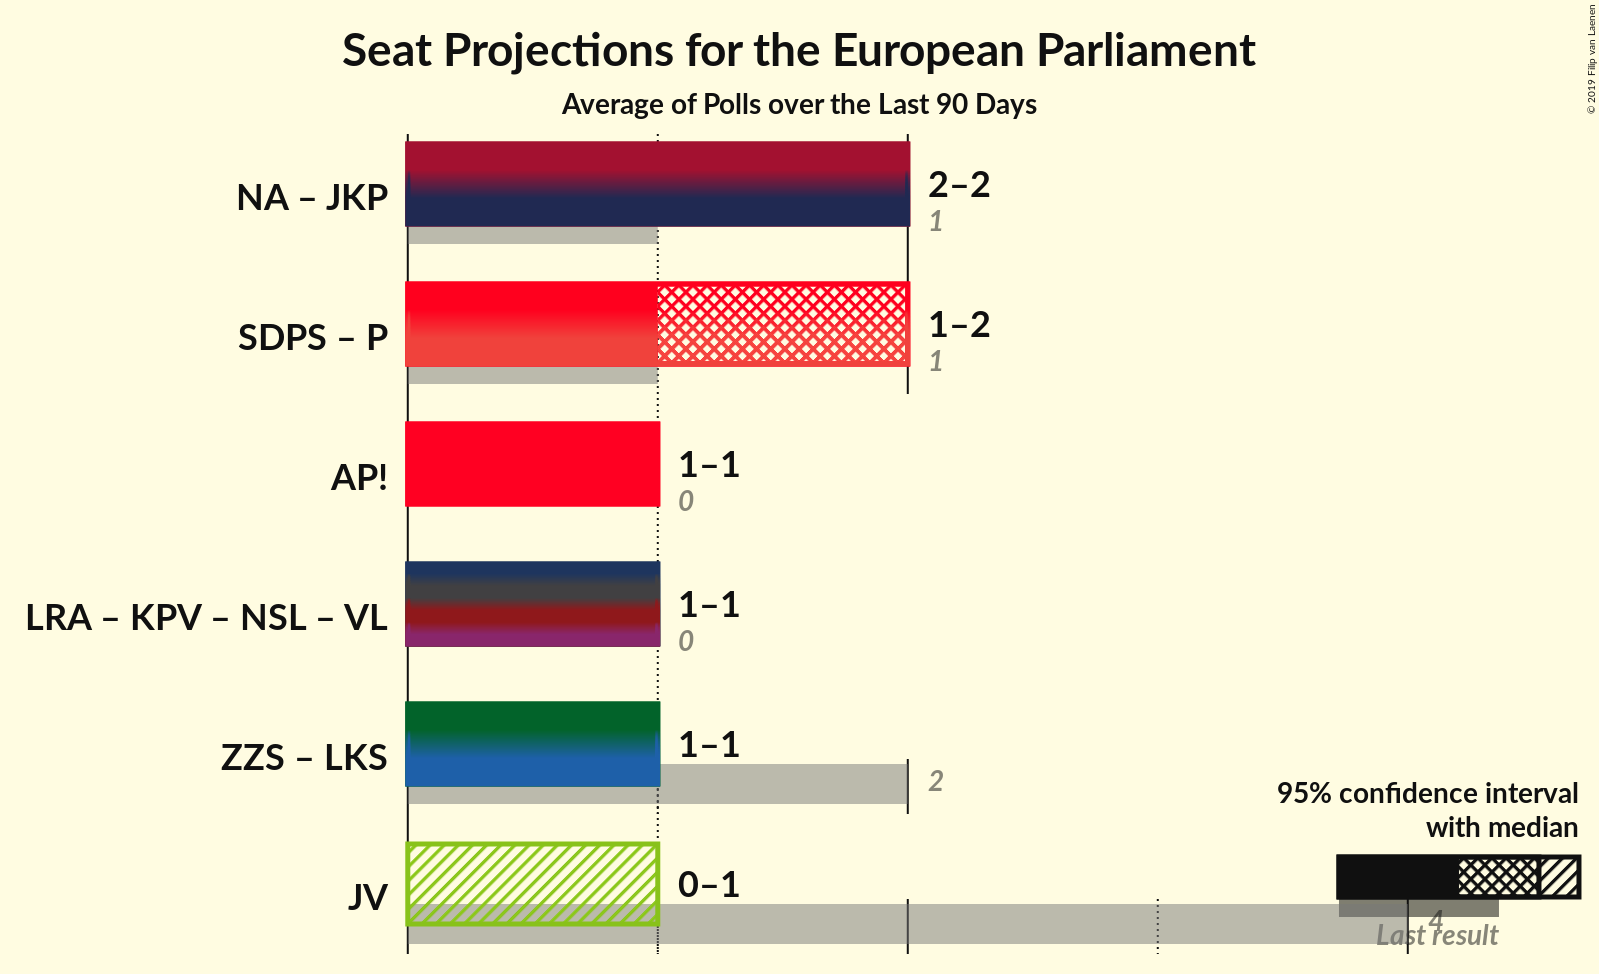 Seat Projections for the European Parliament
Average of Polls over the Last 90 Days
© 2019 Filip van Laenen
NA – JKP
2–2
1
SDPS – P
1–2
1
AP!
1–1
0
LRA – KPV – NSL – VL
1–1
0
ZZS – LKS
1–1
2
JV
0–1
4
95% confidence interval
with median
Last result